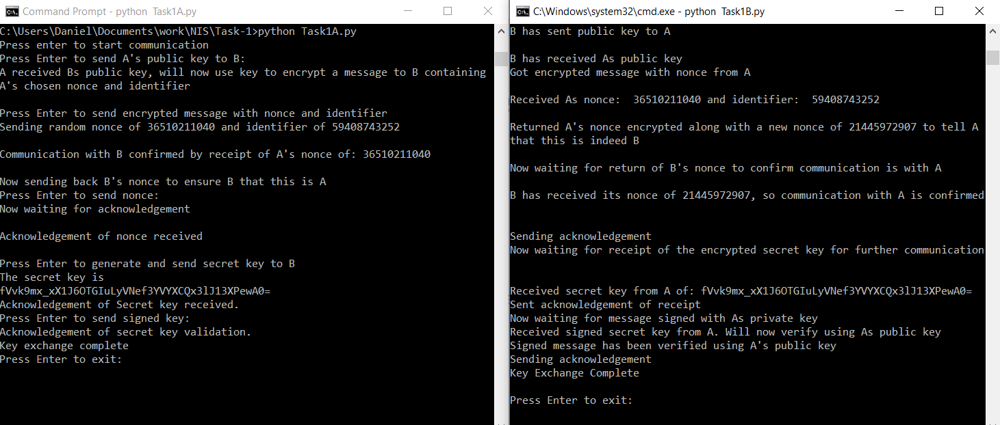 Command Prompt - python  Task1A.py
C:\Users\Daniel\Documents\work\NIS\Task-1>python Task1A.py
Press enter to start communication
Press Enter to send A's public key to B:
A received Bs public key, will now use key to encrypt a message to B containing
A's chosen nonce and identifier
Press Enter to send encrypted message with nonce and identifier
Sending random nonce of 36510211040 and identifier of 59408743252
Communication with B confirmed by receipt of A's nonce of: 36510211040
Now sending back B's nonce to ensure B that this is A
Press Enter to send nonce:
Now waiting for acknowledgement
Acknowledgement of nonce received
Press Enter to generate and send secret key to B
The secret key is
fVvk9mx_xX1J6OTGIuLyVNef3YVYXCQx3lJ13XPewA0=
Acknowledgement of Secret key received.
Press Enter to send signed key:
Acknowledgement of secret key validation.
Key exchange complete
Press Enter to exit:
C:\Windows\system32\cmd.exe - python  Task1B.py
B has sent public key to A
B has received As public key
Got encrypted message with nonce from A
Received As nonce:  36510211040 and identifier:  59408743252
Returned A's nonce encrypted along with a new nonce of 21445972907 to tell A
that this is indeed B
Now waiting for return of B's nonce to confirm communication is with A
B has received its nonce of 21445972907, so communication with A is confirmed
Sending acknowledgement
Now waiting for receipt of the encrypted secret key for further communication
Received secret key from A of: fVvk9mx_xX1J6OTGIuLyVNef3YVYXCQx3lJ13XPewA0=
Sent acknowledgement of receipt
Now waiting for message signed with As private key
Received signed secret key from A. Will now verify using As public key
Signed message has been verified using A's public key
Sending acknowledgement
Key Exchange Complete
Press Enter to exit: